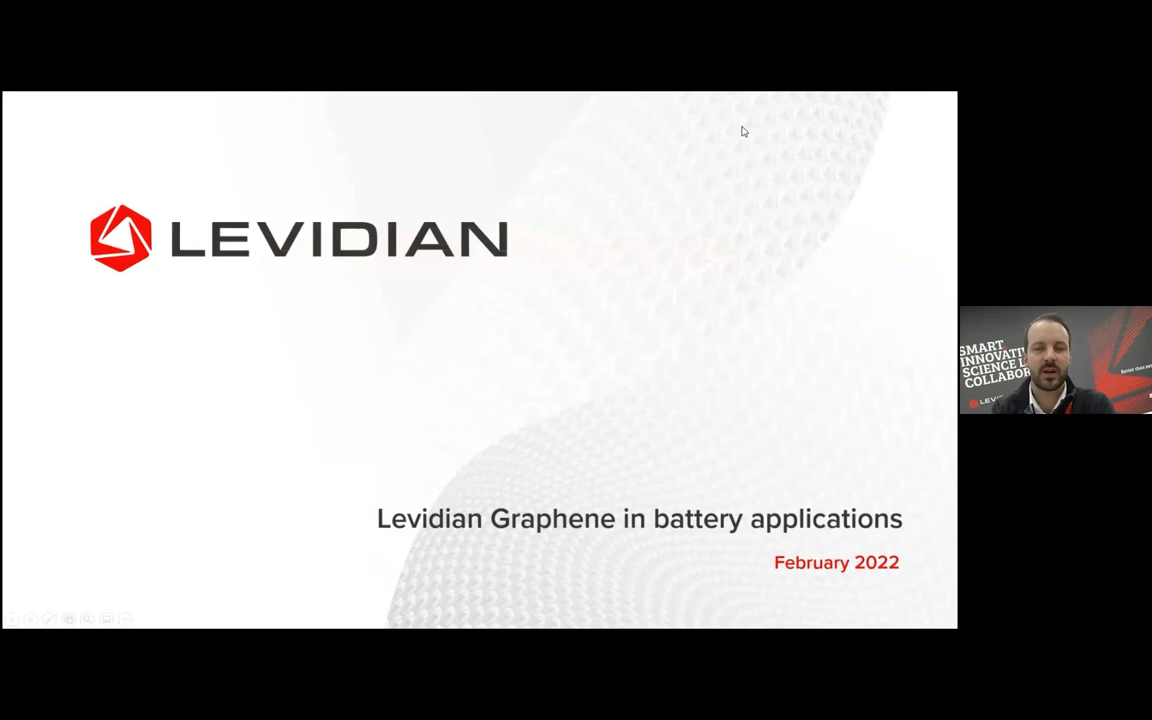 LEVIDIAN
Levidian Graphene in battery applications
February 2022
SMART
SCIENCE